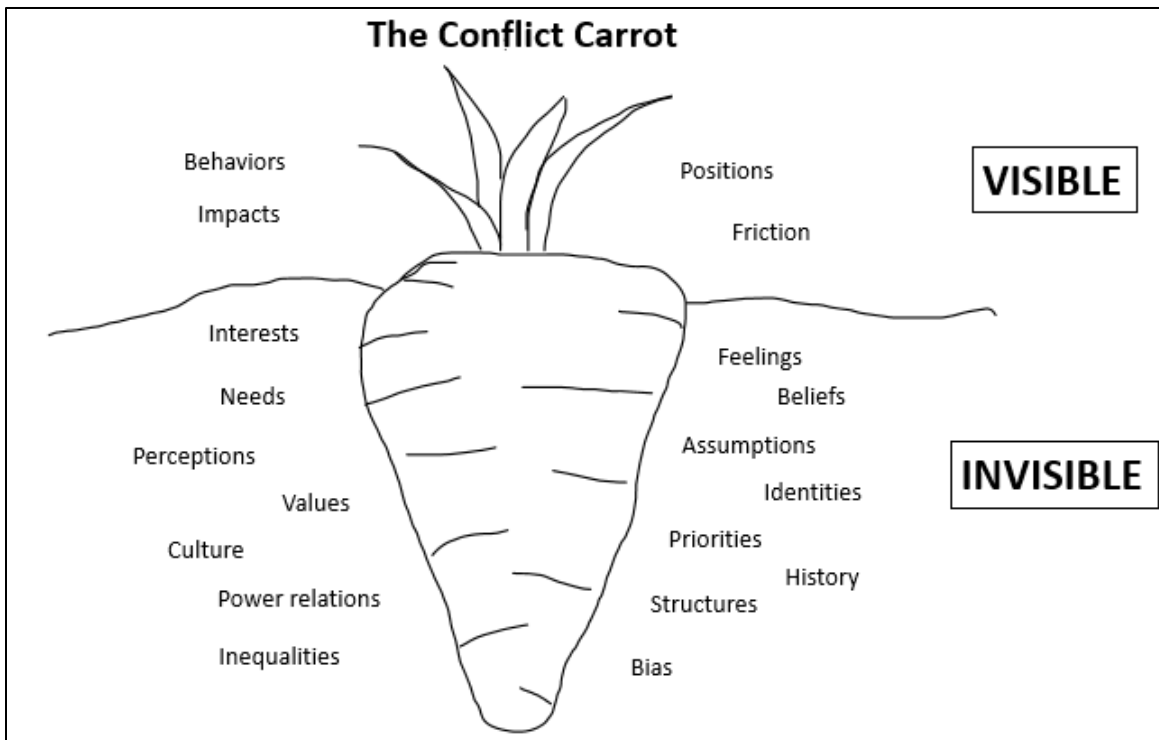 The Conflict Carrot
Behaviors
Positions
VISIBLE
Impacts
Friction
Interests
Feelings
Needs
Beliefs
Perceptions
Assumptions
INVISIBLE
Values
Identities
Culture
Priorities
History
Power relations
Structures
Inequalities
Bias